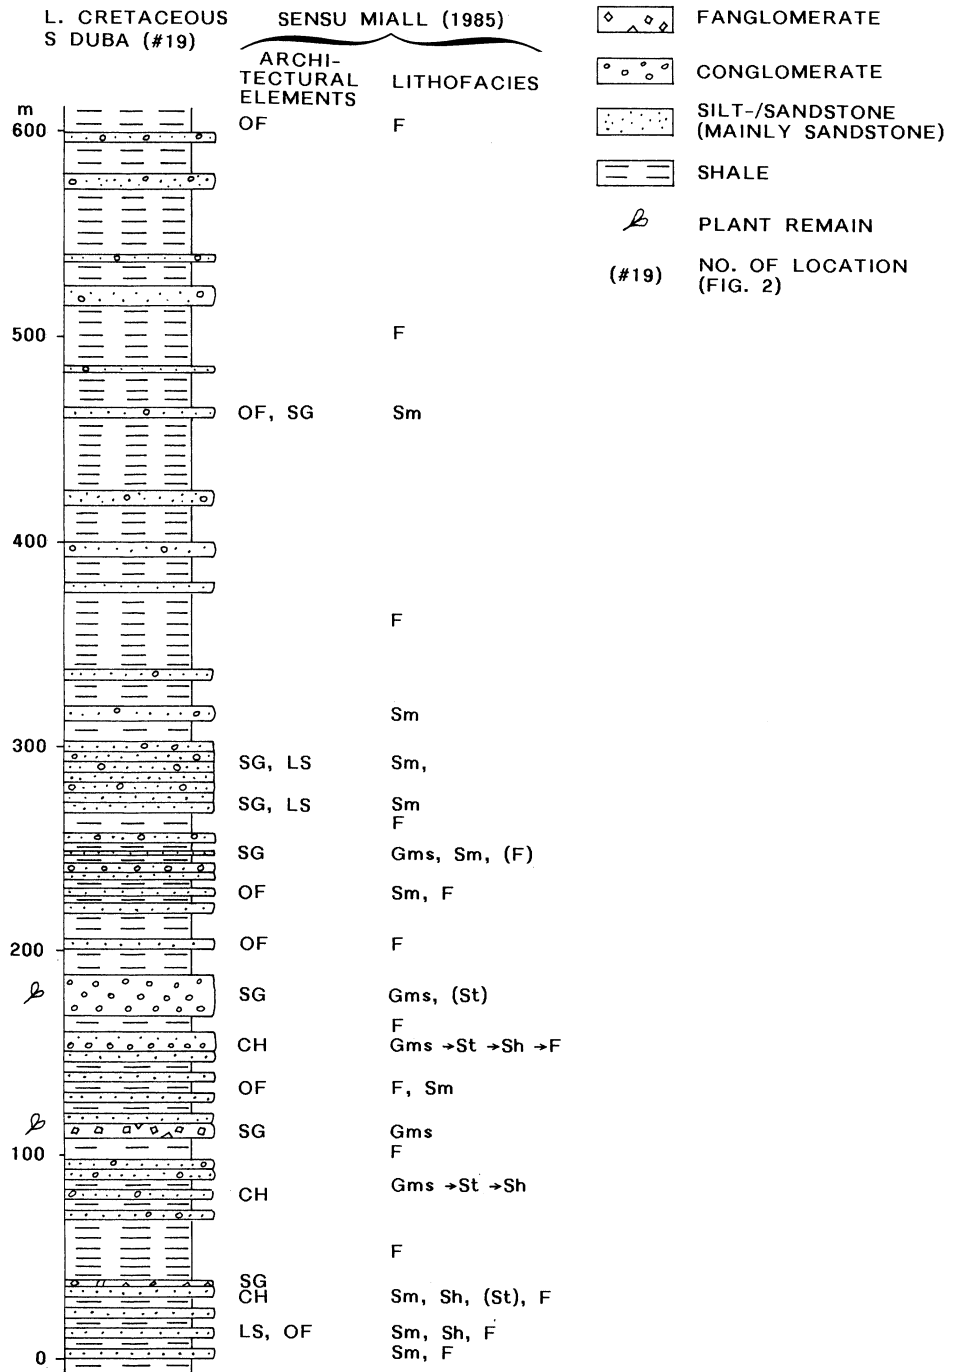 L. CRETACEOUS
S DUBA (#19)
SENSU MIALL (1985)
ARCHI-
TECTURAL
ELEMENTS
LITHOFACIES
FANGLOMERATE
CONGLOMERATE
SILT-/SANDSTONE
(MAINLY SANDSTONE)
SHALE
PLANT REMAIN
(#19) NO. OF LOCATION
(FIG. 2)
m
600 OF F
500 F
OF, SG Sm
400
F
Sm
300
SG, LS Sm,
SG, LS Sm
F
SG Gms, Sm, (F)
OF Sm, F
200 OF F
SG Gms, (St)
F
CH Gms →St →Sh →F
OF F, Sm
SG Gms
100 F
CH Gms →St →Sh
F
SG
CH Sm, Sh, (St), F
LS, OF Sm, Sh, F
0 Sm, F